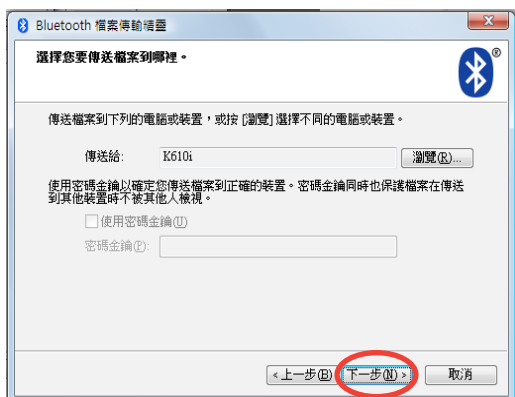 Bluetooth 檔案傳輸精靈
選擇您要傳送檔案到哪裡。
®
傳送檔案到下列的電腦或裝置，或按 [瀏覽] 選擇不同的電腦或裝置。
傳送給: K610i 瀏覽(R)...
使用密碼金鑰以確定您傳送檔案到正確的裝置。密碼金鑰同時也保護檔案在傳送
到其他裝置時不被其他人檢視。
使用密碼金鑰(U)
密碼金鑰(P):
<上一步(B) 下一步(N)> 取消